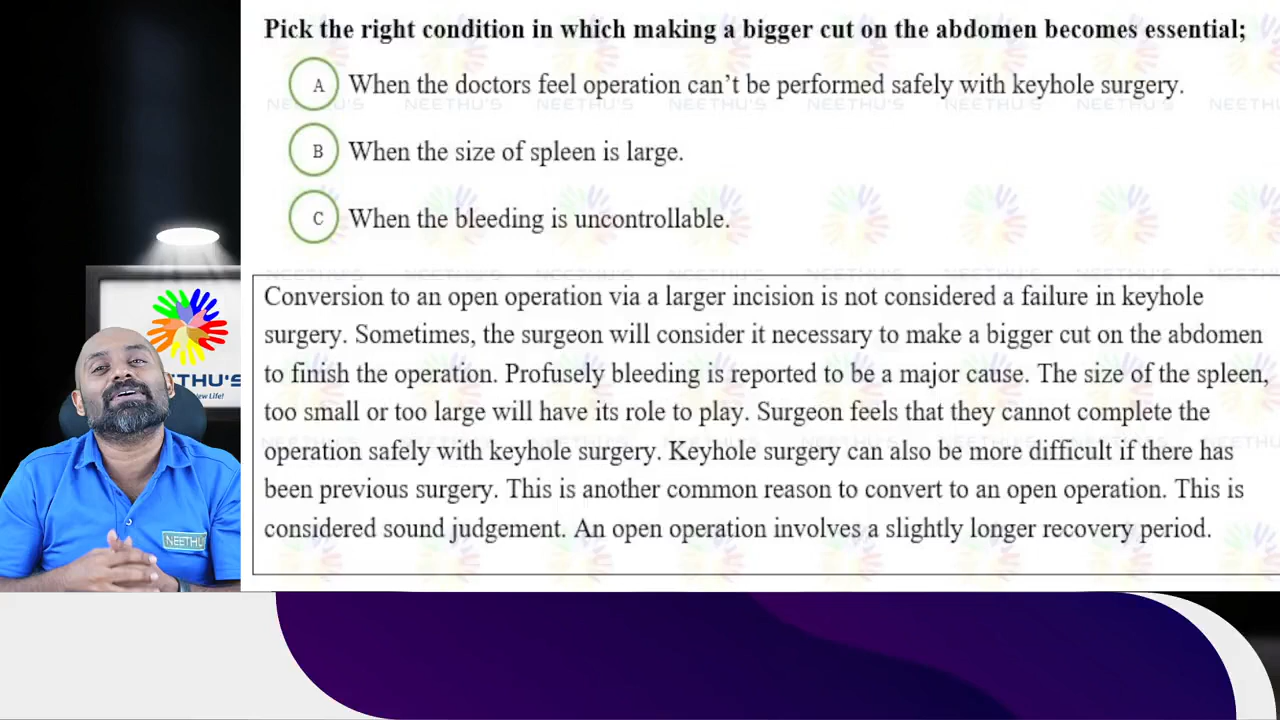 Pick the right condition in which making a bigger cut on the abdomen becomes essential;
A When the doctors feel operation can't be performed safely with keyhole surgery.
B When the size of spleen is large.
C When the bleeding is uncontrollable.
Conversion to an open operation via a larger incision is not considered a failure in keyhole
surgery. Sometimes, the surgeon will consider it necessary to make a bigger cut on the abdomen
to finish the operation. Profusely bleeding is reported to be a major cause. The size of the spleen,
too small or too large will have its role to play. Surgeon feels that they cannot complete the
operation safely with keyhole surgery. Keyhole surgery can also be more difficult if there has
been previous surgery. This is another common reason to convert to an open operation. This is
considered sound judgement. An open operation involves a slightly longer recovery period.
NEETHU'S